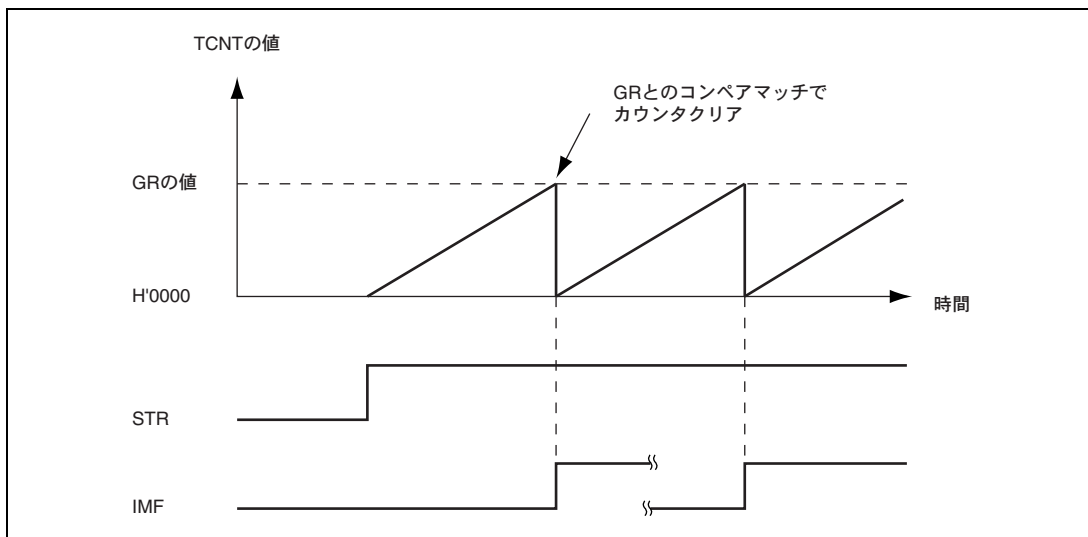 TCNTの値
GRとのコンペアマッチで
カウンタクリア
GRの値
H'0000
時間
STR
IMF